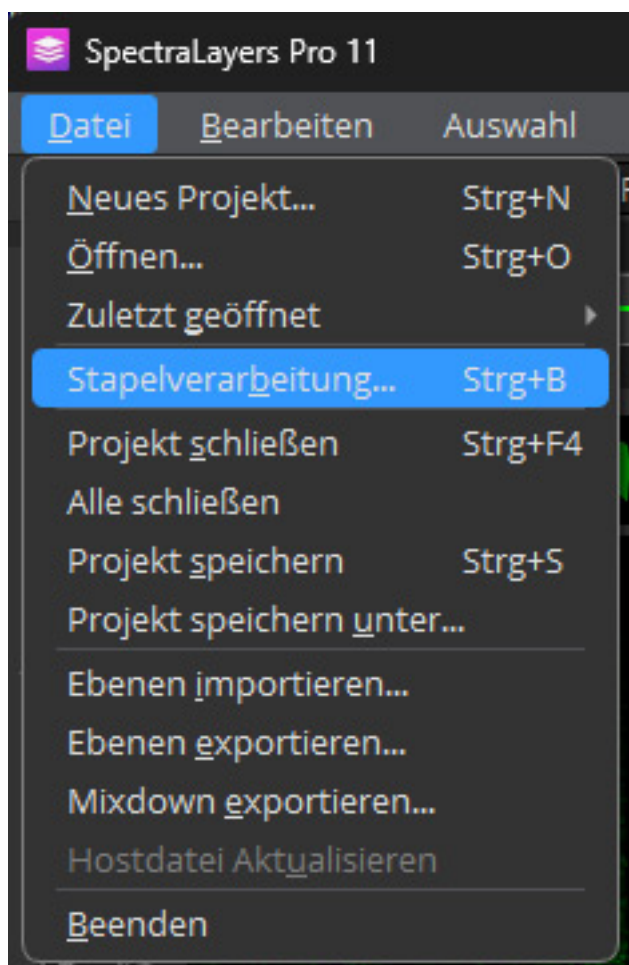 SpectraLayers Pro 11
Datei Bearbeiten Auswahl
Neues Projekt... Strg+N
Öffnen... Strg+O
Zuletzt geöffnet
Stapelverarbeitung... Strg+B
Projekt schließen Strg+F4
Alle schließen
Projekt speichern Strg+S
Projekt speichern unter...
Ebenen importieren...
Ebenen exportieren...
Mixdown exportieren...
Hostdatei Aktualisieren
Beenden